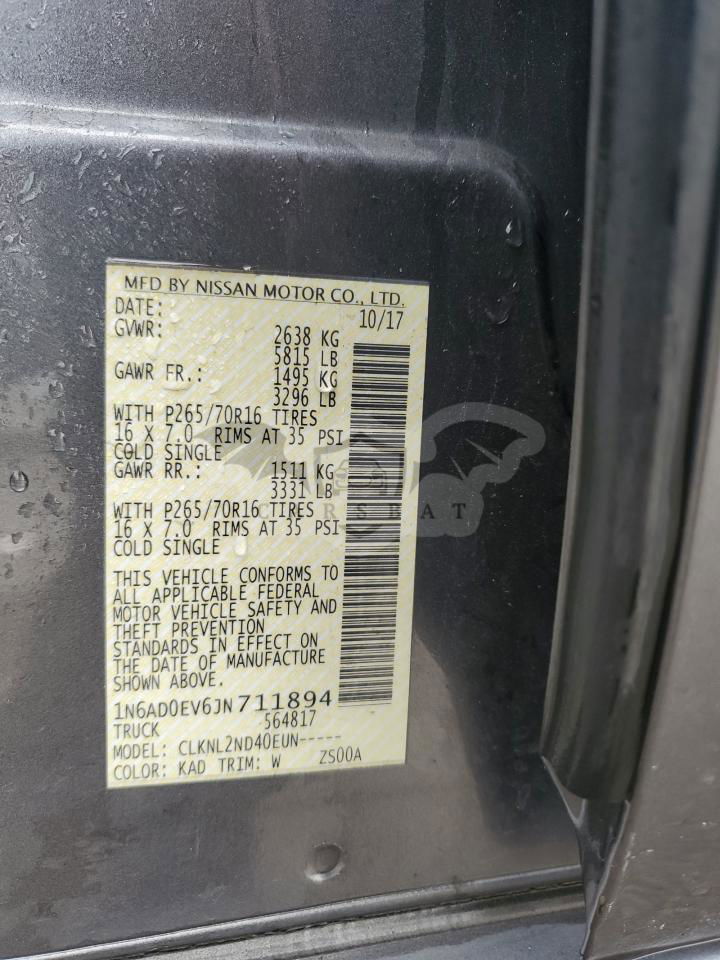 MFD BY NISSAN MOTOR CO., LTD.
DATE: 10/17
GVWR: 2638 KG
5815 LB
GAWR FR.: 1495 KG
3296 LB
WITH P265/70R16 TIRES
16 X 7.0 RIMS AT 35 PSI
COLD SINGLE
GAWR RR.: 1511 KG
3331 LB
WITH P265/70R16 TIRES
16 X 7.0 RIMS AT 35 PSI
COLD SINGLE
THIS VEHICLE CONFORMS TO
ALL APPLICABLE FEDERAL
MOTOR VEHICLE SAFETY AND
THEFT PREVENTION
STANDARDS IN EFFECT ON
THE DATE OF MANUFACTURE
SHOWN ABOVE.
1N6AD0EV6JN711894
TRUCK 564817
MODEL: CLKNL2ND40EUN-----
COLOR: KAD TRIM: W ZS00A